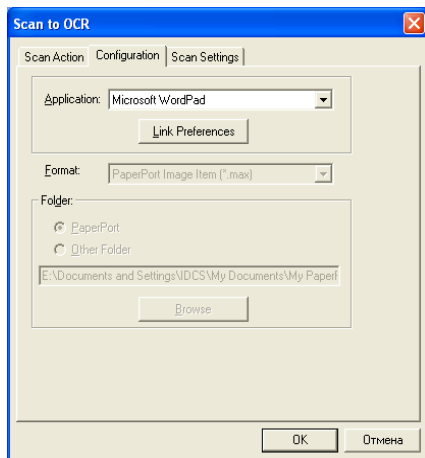 Scan to OCR
Scan Action Configuration Scan Settings
Application: Microsoft WordPad
Link Preferences
Format: PaperPort Image Item (*.max)
Folder:
PaperPort
Other Folder
E:\Documents and Settings\IDCS\My Documents\My Paperf
Browse
OK Отмена